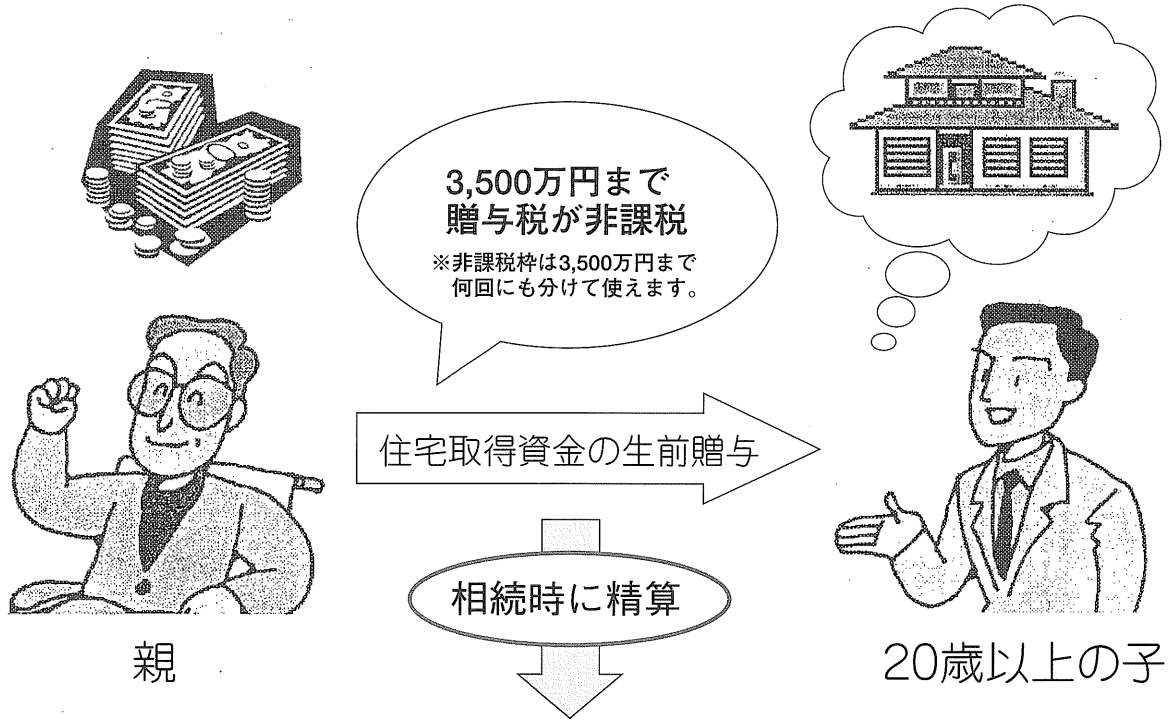 3,500万円まで
贈与税が非課税
※非課税枠は3,500万円まで
何回にも分けて使えます。
住宅取得資金の生前贈与
相続時に精算
親
20歳以上の子